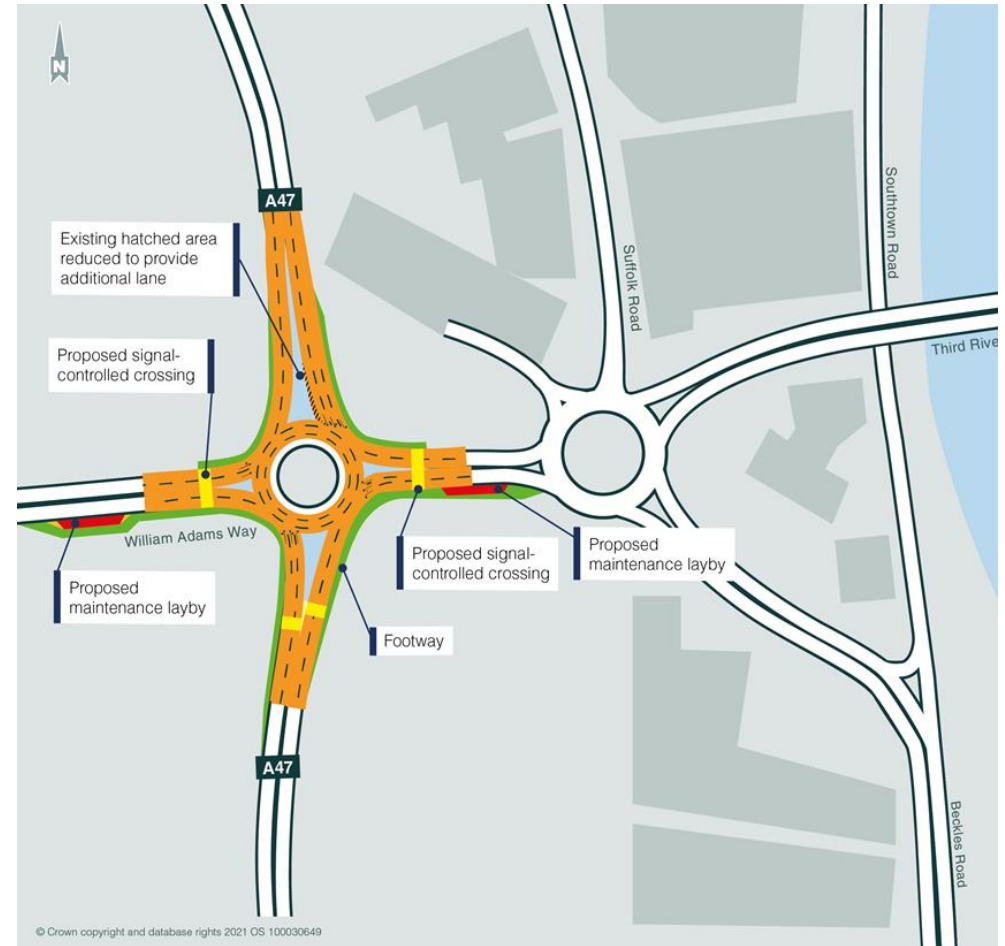 N
A47
Existing hatched area
reduced to provide
additional lane
Proposed signal-
controlled crossing
Suffolk Road
Southtown Road
Third Rive
William Adams Way
Proposed
maintenance layby
Proposed signal-
controlled crossing
Proposed
maintenance layby
Footway
A47
Beckles Road
© Crown copyright and database rights 2021 OS 100030649